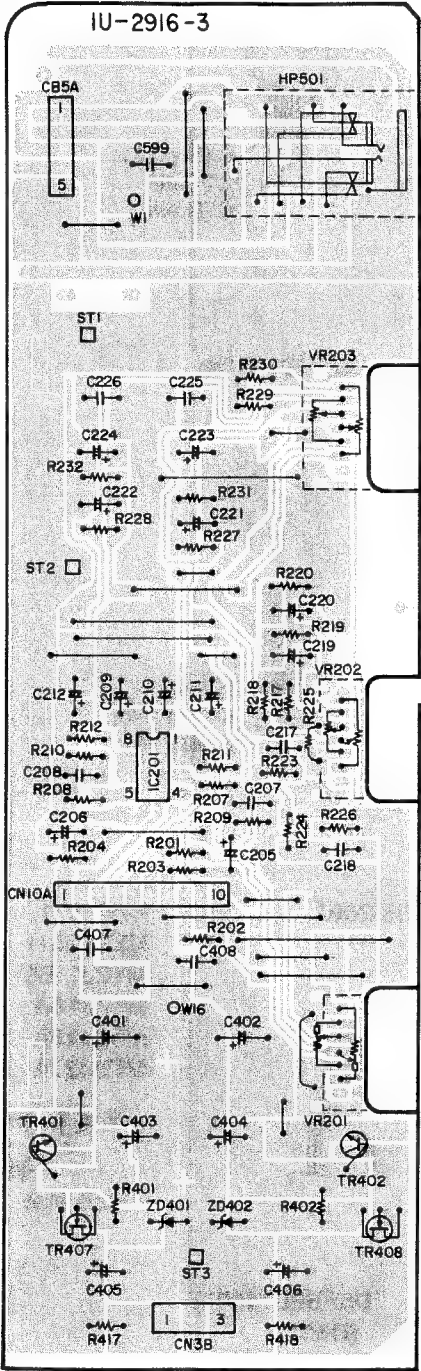 1U-2916-3
CB5A HP501
1
C599
5
W1
ST1
VR203
R230
C226 C225
R229
C224 C223
R232
R231
C222
C221
R228
R227
ST2
R220
C220
R219
C219
VR202
C212 C209 C210 C211 R218 R217 R225
R212
R210 8 1 C217
C208 IC201 R211 R223
R208 5 4 R207 C207
C206 R209 R224 R226
R204 R201 C205
R203 C218
CN10A 1 10
C407 R202
C408
W16
C401 C402
TR401 C403 C404 VR201
TR402
R401 ZD401 ZD402 R402
TR407 TR408
ST3
C405 C406
1 3
R417 CN3B R418